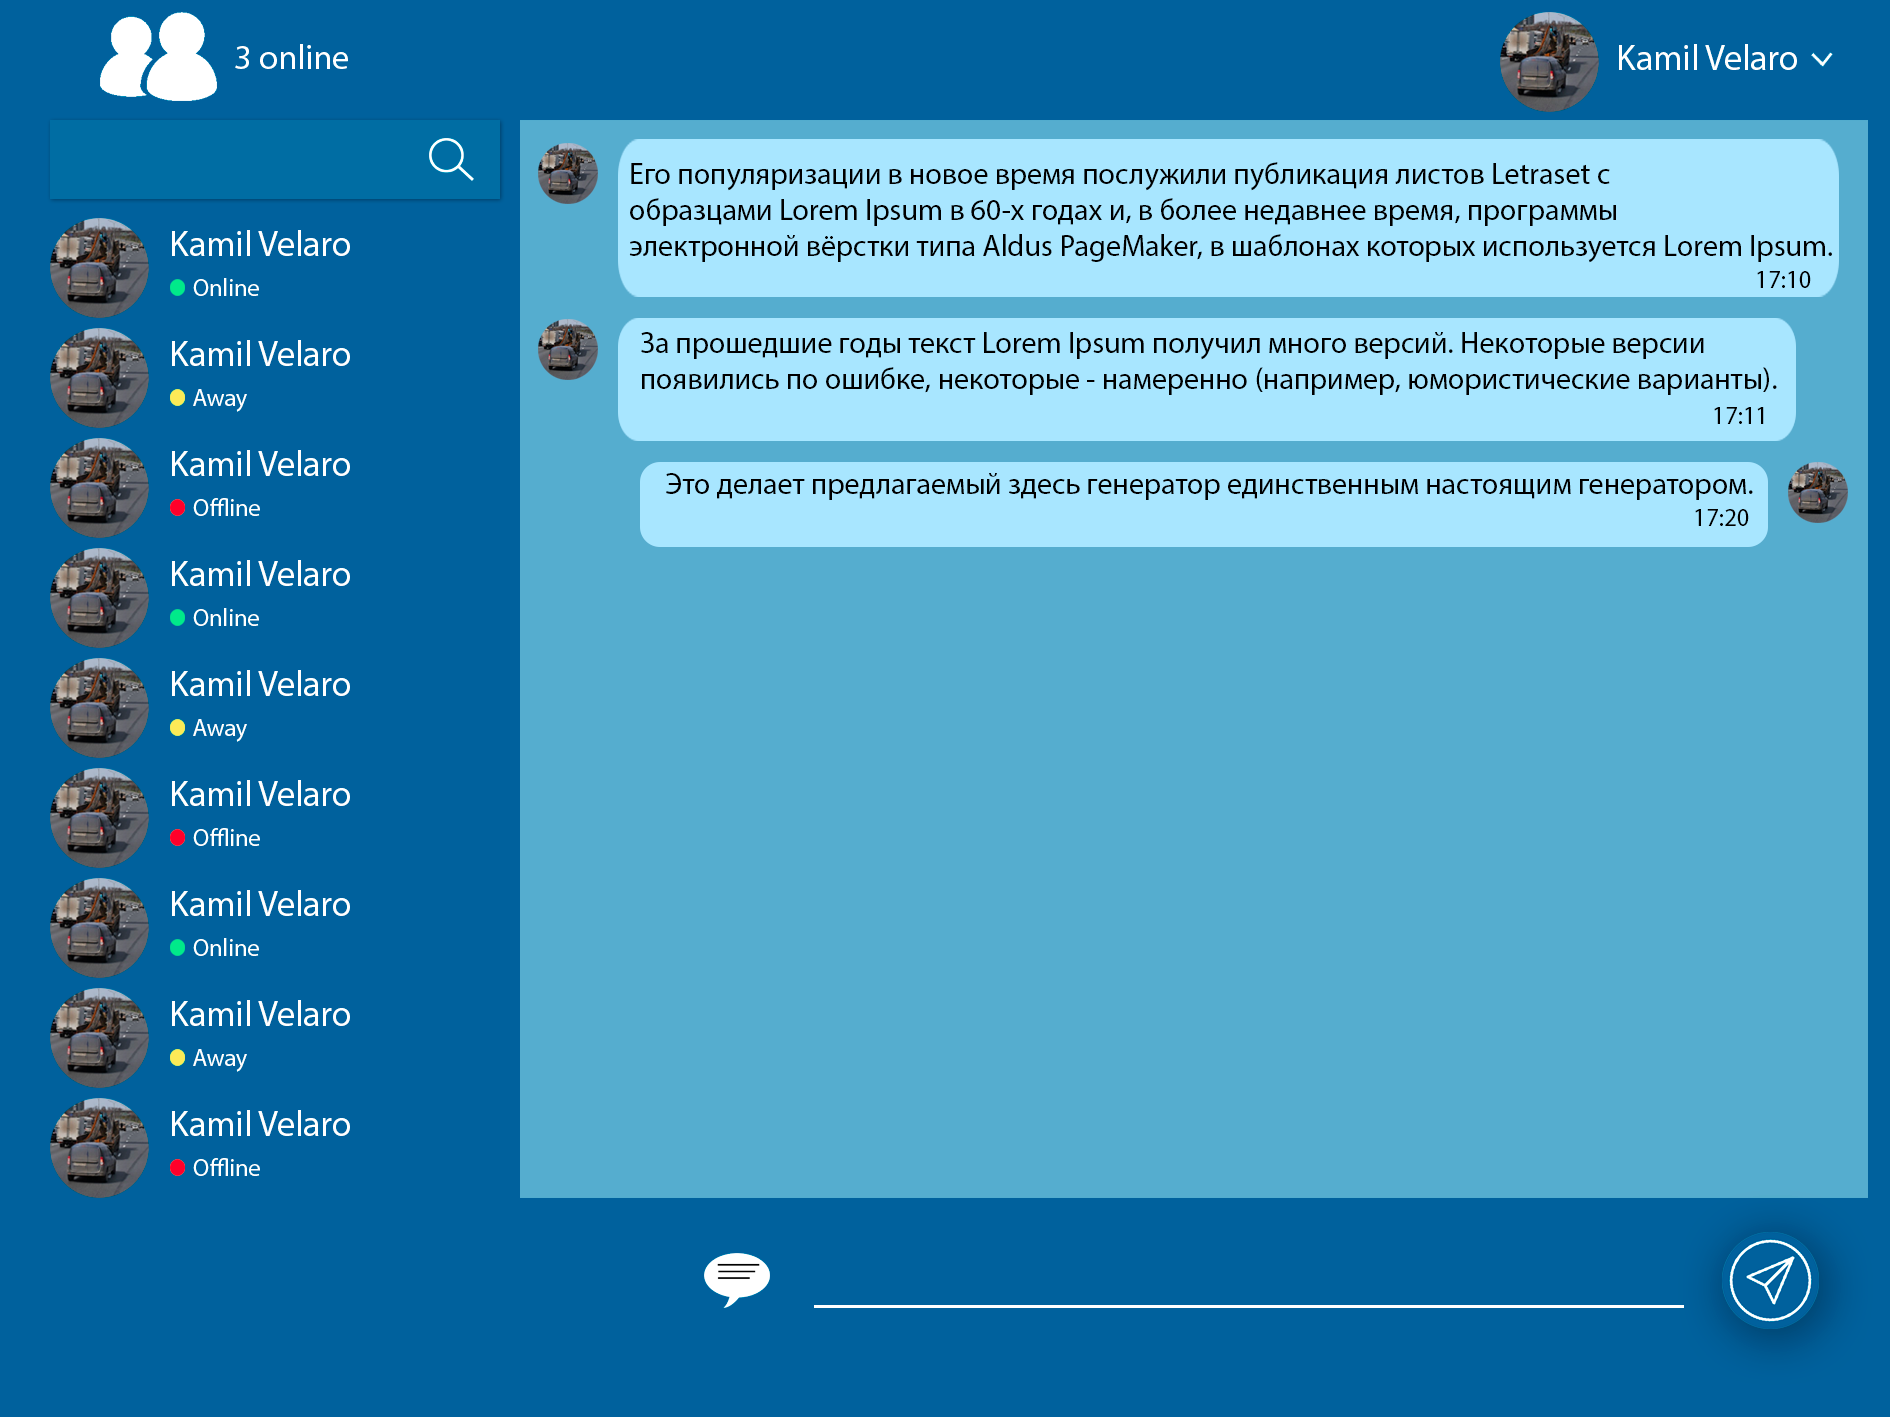 3 online
Kamil Velaro
Kamil Velaro
Online
Kamil Velaro
Away
Kamil Velaro
Offline
Kamil Velaro
Online
Kamil Velaro
Away
Kamil Velaro
Offline
Kamil Velaro
Online
Kamil Velaro
Away
Kamil Velaro
Offline
Его популяризации в новое время послужили публикация листов Letraset с
образцами Lorem Ipsum в 60-х годах и, в более недавнее время, программы
электронной вёрстки типа Aldus PageMaker, в шаблонах которых используется Lorem Ipsum.
17:10
За прошедшие годы текст Lorem Ipsum получил много версий. Некоторые версии
появились по ошибке, некоторые - намеренно (например, юмористические варианты).
17:11
Это делает предлагаемый здесь генератор единственным настоящим генератором.
17:20